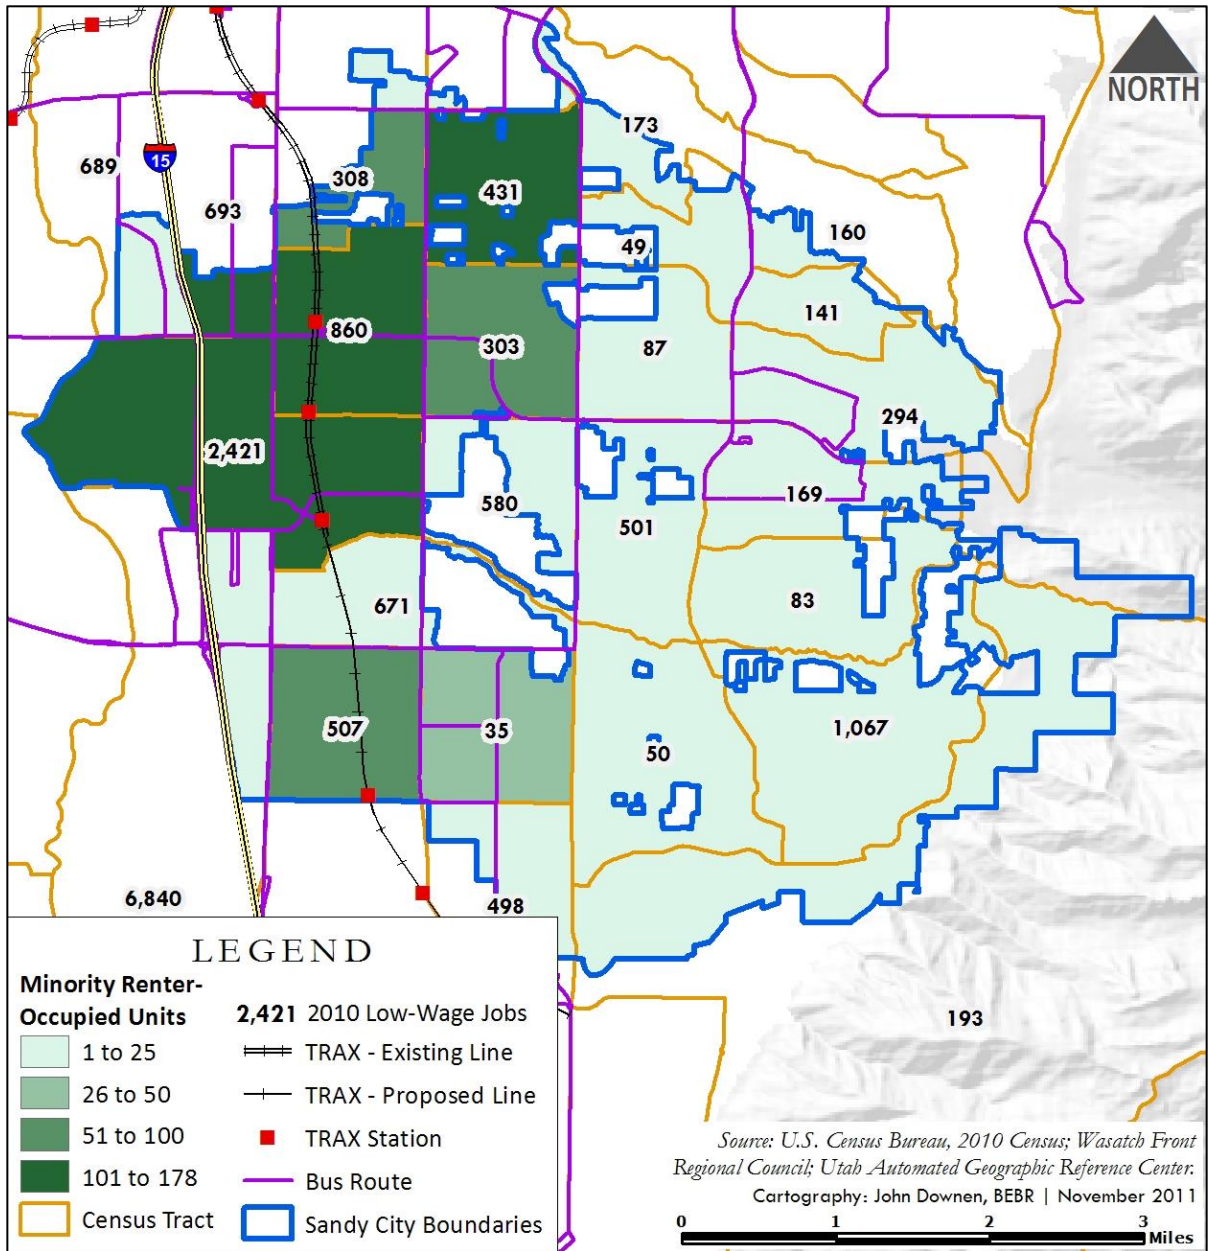 NORTH
173
15
689
308
431
693
160
49
141
860
303
87
294
2,421
169
580
501
83
671
507
35
1,067
50
6,840
498
193
LEGEND
Minority Renter-
Occupied Units
1 to 25
26 to 50
51 to 100
101 to 178
Census Tract
2,421 2010 Low-Wage Jobs
TRAX - Existing Line
TRAX - Proposed Line
TRAX Station
Bus Route
Sandy City Boundaries
Source: U.S. Census Bureau, 2010 Census; Wasatch Front
Regional Council; Utah Automated Geographic Reference Center.
Cartography: John Downen, BEBR | November 2011
0 1 2 3
Miles